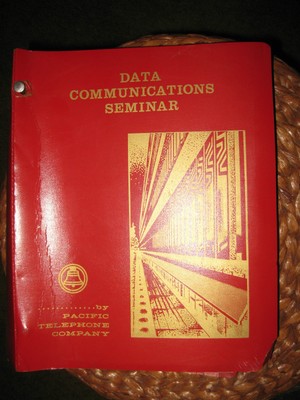 DATA
COMMUNICATIONS
SEMINAR
.............by
PACIFIC
TELEPHONE
COMPANY